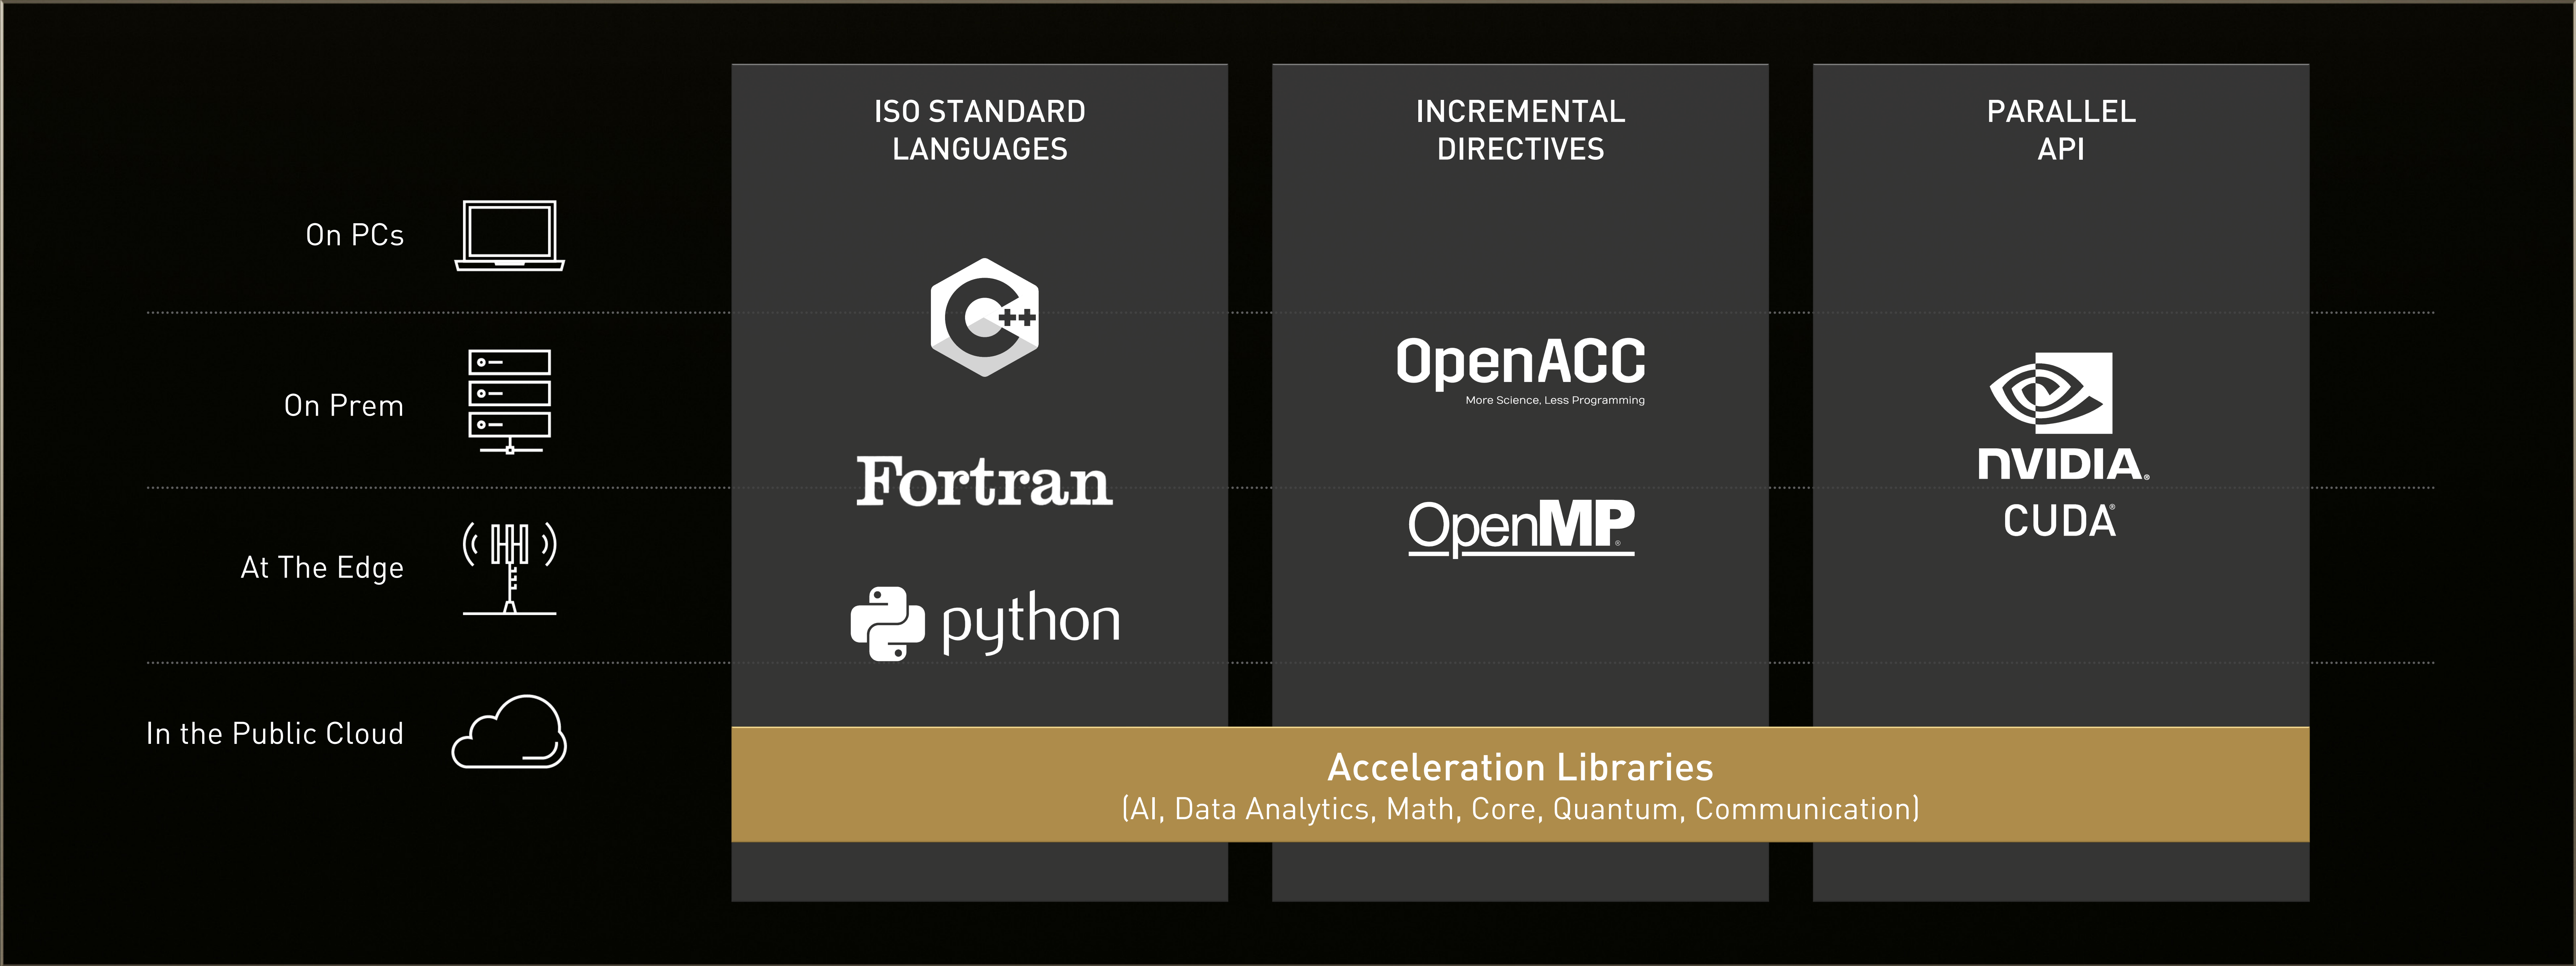 ISO STANDARD
LANGUAGES
INCREMENTAL
DIRECTIVES
PARALLEL
API
On PCs
On Prem
At The Edge
In the Public Cloud
C++
Fortran
python
OpenACC
More Science, Less Programming
OpenMP®
NVIDIA®
CUDA®
Acceleration Libraries
(AI, Data Analytics, Math, Core, Quantum, Communication)